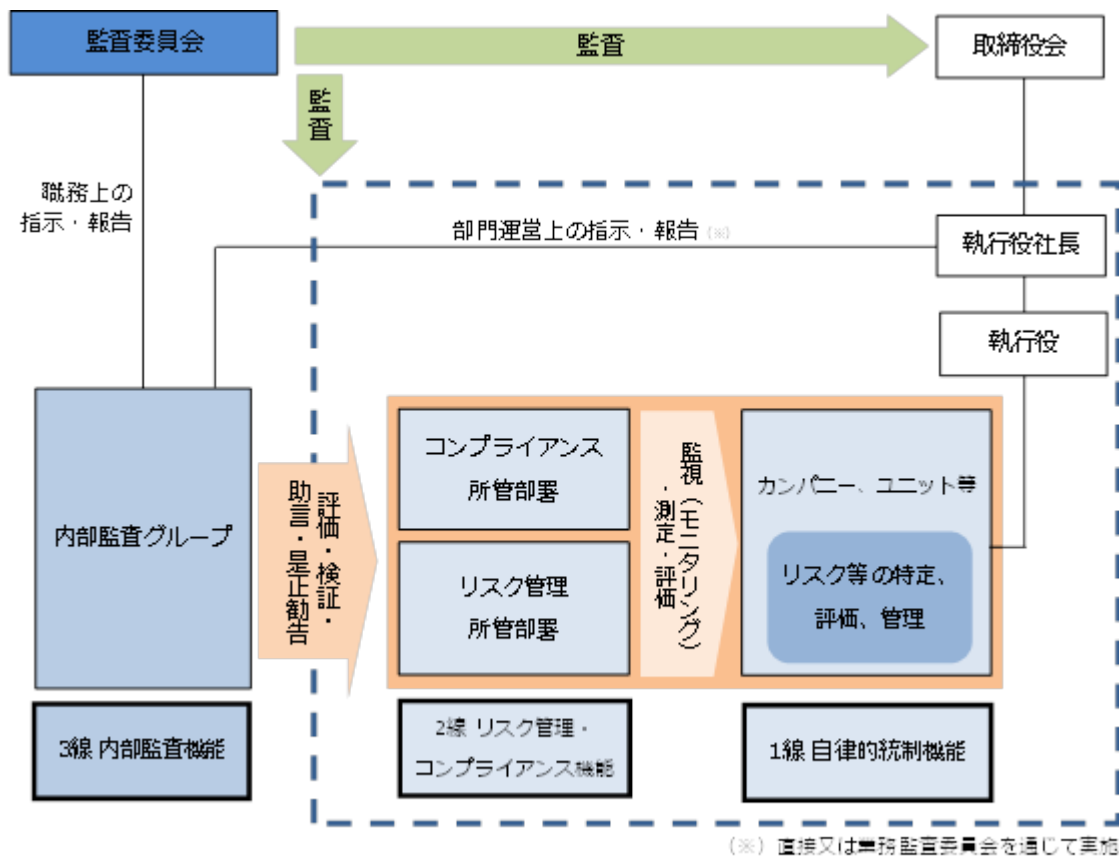 監査委員会
監査
取締役会
監査
職務上の
指示・報告
部門運営上の指示・報告（※）
執行役社長
執行役
内部監査グループ
評価・検証・
助言・是正勧告
コンプライアンス
所管部署
リスク管理
所管部署
監視（モニタリング）
・測定・評価
カンパニー、ユニット等
リスク等の特定、
評価、管理
3線 内部監査機能
2線 リスク管理・
コンプライアンス機能
1線 自律的統制機能
（※）直接又は業務監査委員会を通じて実施